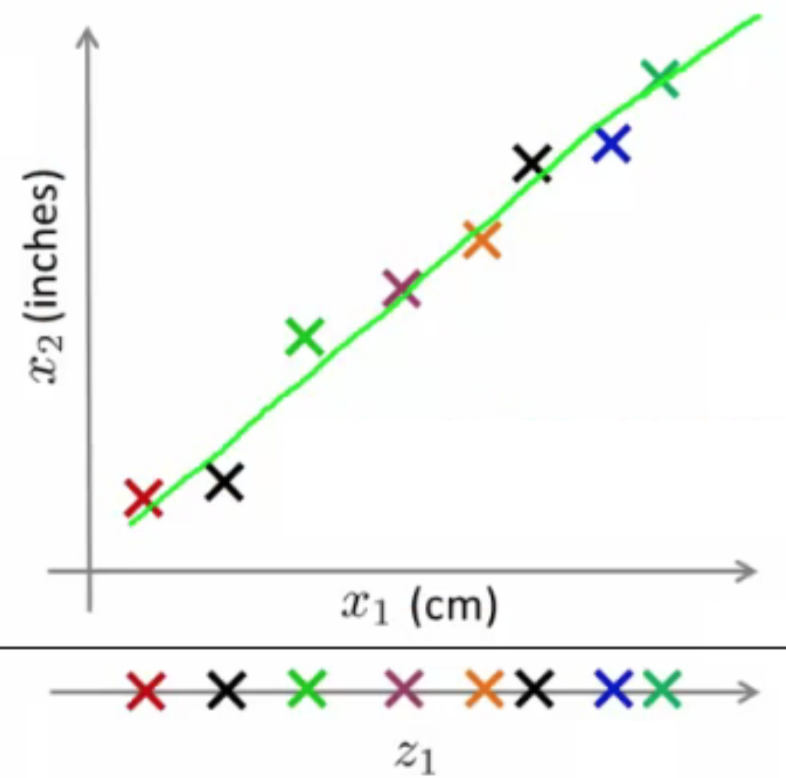 x₂ (inches)
x₁ (cm)
z₁